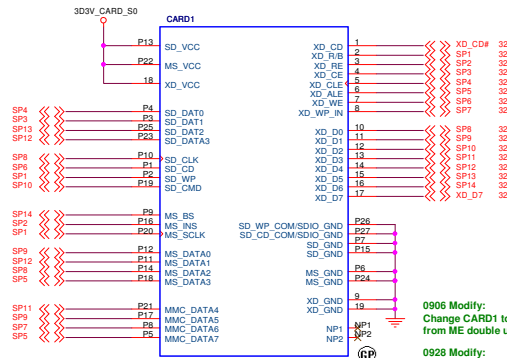 3D3V_CARD_S0
CARD1
P13 SD_VCC
P22 MS_VCC
18 XD_VCC
SP4 P4 SD_DAT0
SP3 P3 SD_DAT1
SP13 P25 SD_DAT2
SP12 P23 SD_DATA3
SP8 P10 SD_CLK
SP6 P1 SD_CD
SP1 P2 SD_WP
SP10 P19 SD_CMD
SP14 P9 MS_BS
SP2 P16 MS_INS
SP1 P20 MS_SCLK
SP9 P12 MS_DATA0
SP12 P11 MS_DATA1
SP8 P14 MS_DATA2
SP5 P18 MS_DATA3
SP11 P21 MMC_DATA4
SP9 P17 MMC_DATA5
SP7 P8 MMC_DATA6
SP5 P5 MMC_DATA7
XD_CD 1 XD_CD# 32
XD_R/B 2 SP1 32
XD_RE 3 SP2 32
XD_CE 4 SP3 32
XD_CLE 5 SP4 32
XD_ALE 6 SP5 32
XD_WE 7 SP6 32
XD_WP_IN 8 SP7 32
XD_D0 10 SP8 32
XD_D1 11 SP9 32
XD_D2 12 SP10 32
XD_D3 13 SP11 32
XD_D4 14 SP12 32
XD_D5 15 SP13 32
XD_D6 16 SP14 32
XD_D7 17 XD_D7 32
SD_WP_COM/SDIO_GND P26
SD_CD_COM/SDIO_GND P27
SD_GND P7
SD_GND P15
MS_GND P6
MS_GND P24
XD_GND 9
XD_GND 19
NP1 NP1
NP2 NP2
GP
0906 Modify:
Change CARD1 to
from ME double u
0928 Modify: